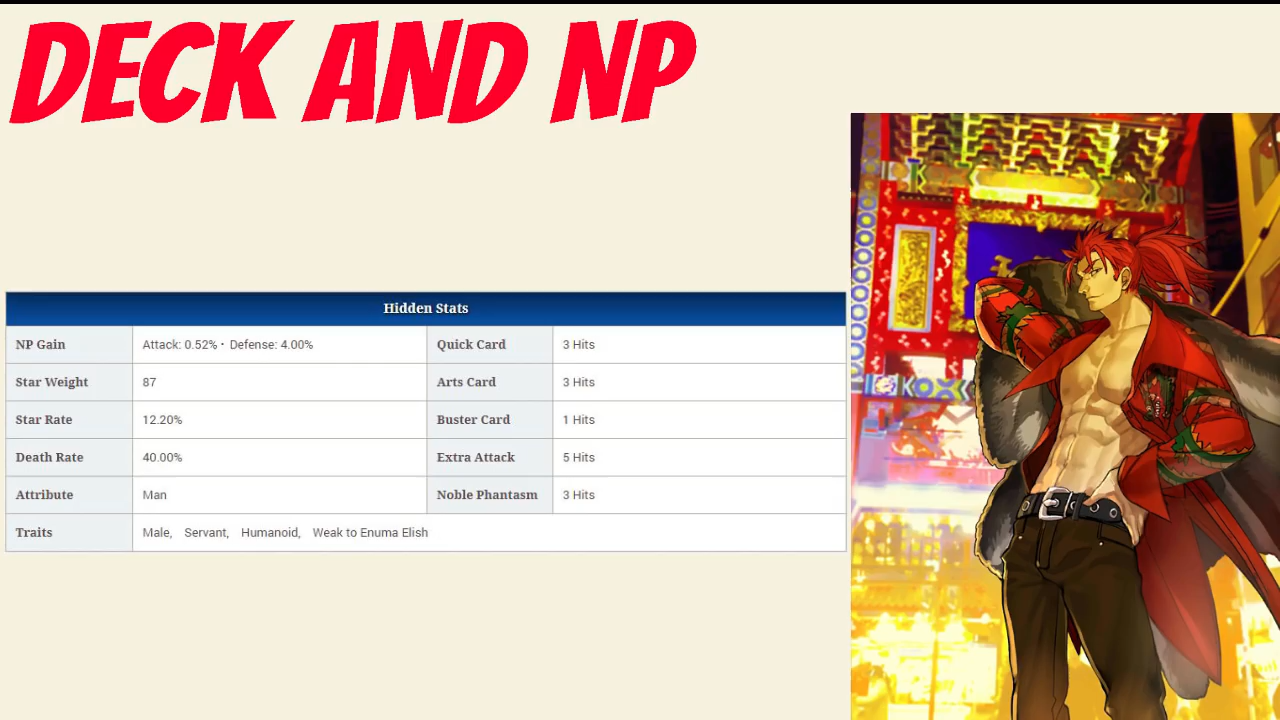 DECK AND NP
Hidden Stats
NP Gain Attack: 0.52% · Defense: 4.00% Quick Card 3 Hits
Star Weight 87 Arts Card 3 Hits
Star Rate 12.20% Buster Card 1 Hits
Death Rate 40.00% Extra Attack 5 Hits
Attribute Man Noble Phantasm 3 Hits
Traits Male, Servant, Humanoid, Weak to Enuma Elish